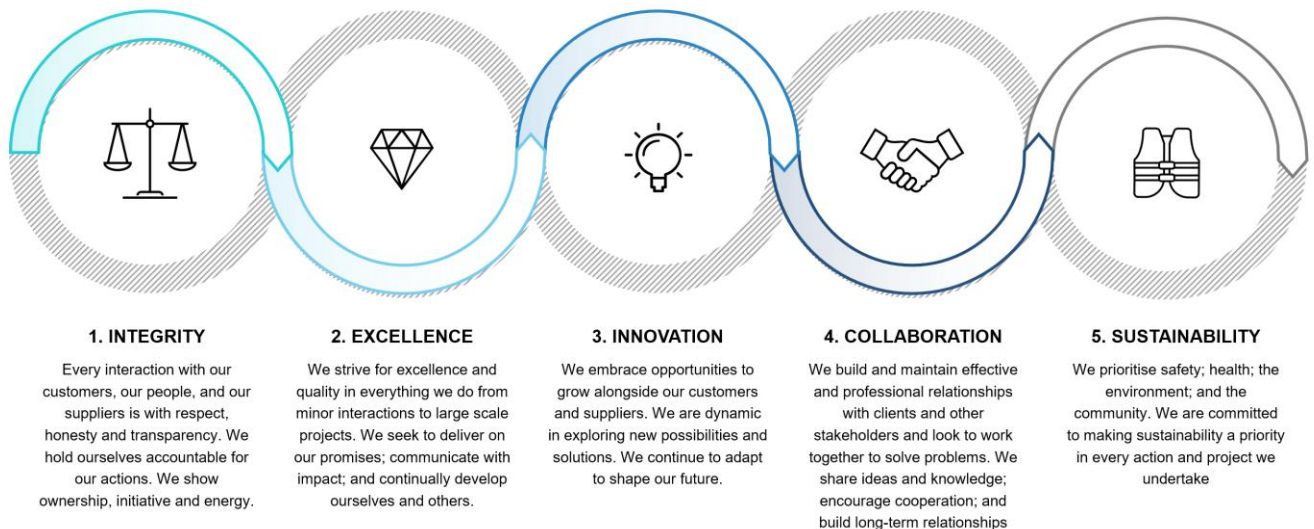 1. INTEGRITY
Every interaction with our
customers, our people, and our
suppliers is with respect,
honesty and transparency. We
hold ourselves accountable for
our actions. We show
ownership, initiative and energy.
2. EXCELLENCE
We strive for excellence and
quality in everything we do from
minor interactions to large scale
projects. We seek to deliver on
our promises; communicate with
impact; and continually develop
ourselves and others.
3. INNOVATION
We embrace opportunities to
grow alongside our customers
and suppliers. We are dynamic
in exploring new possibilities and
solutions. We continue to adapt
to shape our future.
4. COLLABORATION
We build and maintain effective
and professional relationships
with clients and other
stakeholders and look to work
together to solve problems. We
share ideas and knowledge;
encourage cooperation; and
build long-term relationships
5. SUSTAINABILITY
We prioritise safety; health; the
environment; and the
community. We are committed
to making sustainability a priority
in every action and project we
undertake